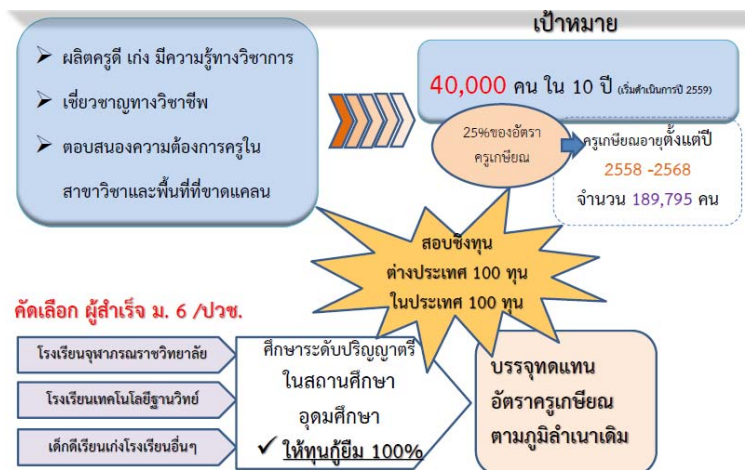 เป้าหมาย
➢ ผลิตครูดี เก่ง มีความรู้ทางวิชาการ
➢ เชี่ยวชาญทางวิชาชีพ
➢ ตอบสนองความต้องการครูใน
สาขาวิชาและพื้นที่ที่ขาดแคลน
40,000 คน ใน 10 ปี (เริ่มดำเนินการปี 2559)
25%ของอัตรา
ครูเกษียณ
ครูเกษียณอายุตั้งแต่ปี
2558 -2568
จำนวน 189,795 คน
สอบชิงทุน
ต่างประเทศ 100 ทุน
ในประเทศ 100 ทุน
คัดเลือก ผู้สำเร็จ ม. 6 /ปวช.
โรงเรียนจุฬาภรณราชวิทยาลัย
โรงเรียนเทคโนโลยีฐานวิทย์
เด็กดีเรียนเก่งโรงเรียนอื่นๆ
ศึกษาระดับปริญญาตรี
ในสถานศึกษา
อุดมศึกษา
✓ ให้ทุนกู้ยืม 100%
บรรจุทดแทน
อัตราครูเกษียณ
ตามภูมิลำเนาเดิม